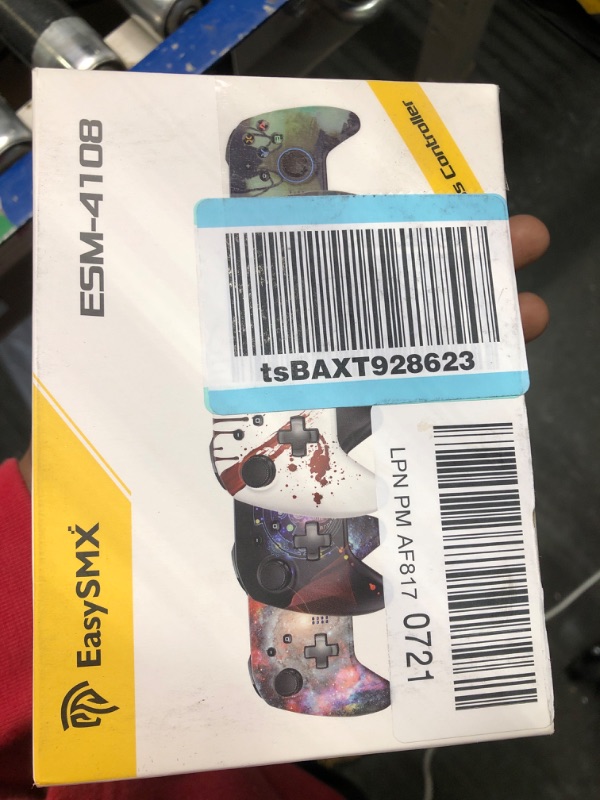 ESM-4108
s Controller
tsBAXT928623
LPN PM AF817 0721
EasySMX